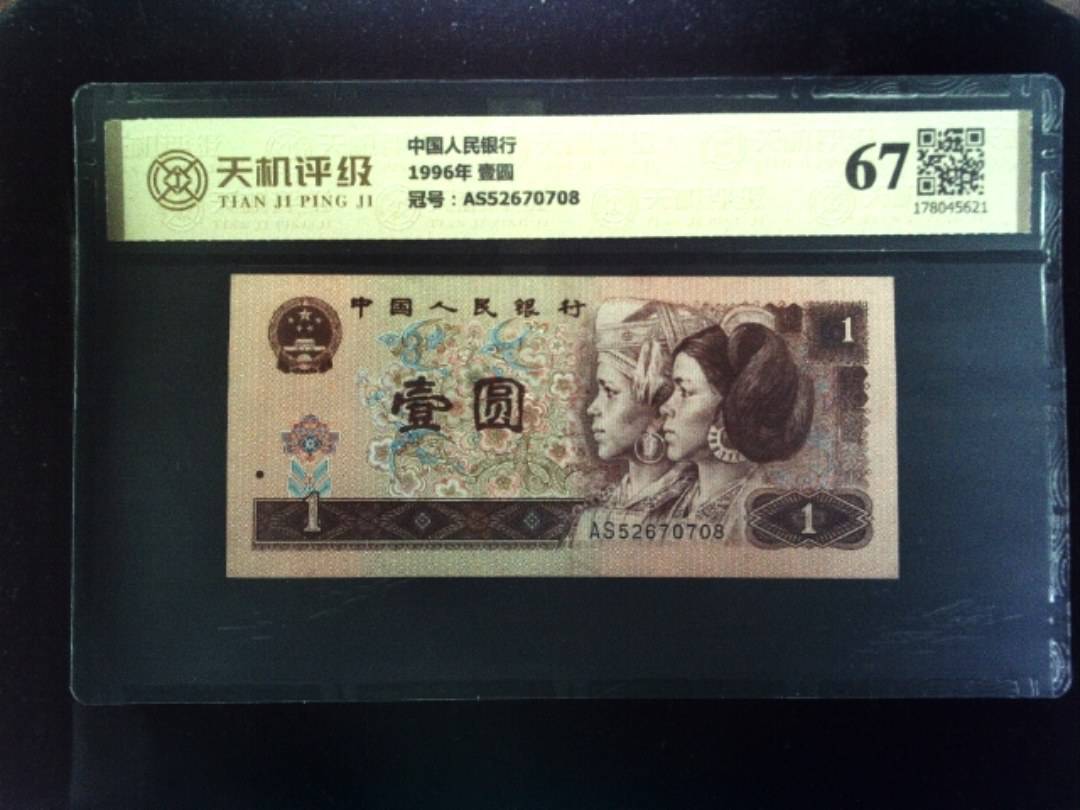 天机评级
TIAN JI PING JI
中国人民银行
1996年 壹圆
冠号：AS52670708
67
178045621
中国人民银行
1
壹圆
1
AS52670708
1